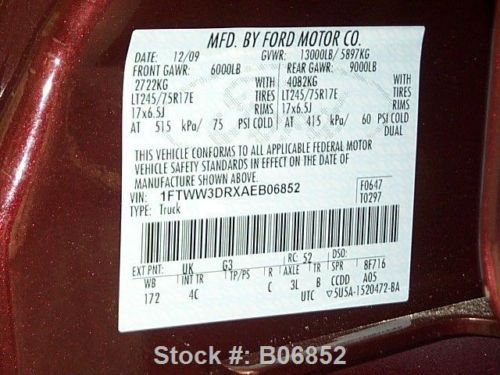 MFD. BY FORD MOTOR CO.
DATE: 12/09 GVWR: 13000LB/ 5897KG
FRONT GAWR: 6000LB REAR GAWR: 9000LB
2722KG WITH 4082KG WITH
LT245/75R17E TIRES LT245/75R17E TIRES
17x6.5J RIMS 17x6.5J RIMS
AT 515 kPa/ 75 PSI COLD AT 415 kPa/ 60 PSI COLD
DUAL
THIS VEHICLE CONFORMS TO ALL APPLICABLE FEDERAL MOTOR
VEHICLE SAFETY STANDARDS IN EFFECT ON THE DATE OF
MANUFACTURE SHOWN ABOVE.
VIN: 1FTWW3DRXAEB06852 F0647
TYPE: Truck T0297
EXT PNT: UK G3 RC: 52 DSO:
WB INT TR TP/PS R AXLE TR SPR 8F716
172 4C C 3L B CCDD A05
UTC ▽5U5A-1520472-BA
Stock #: B06852